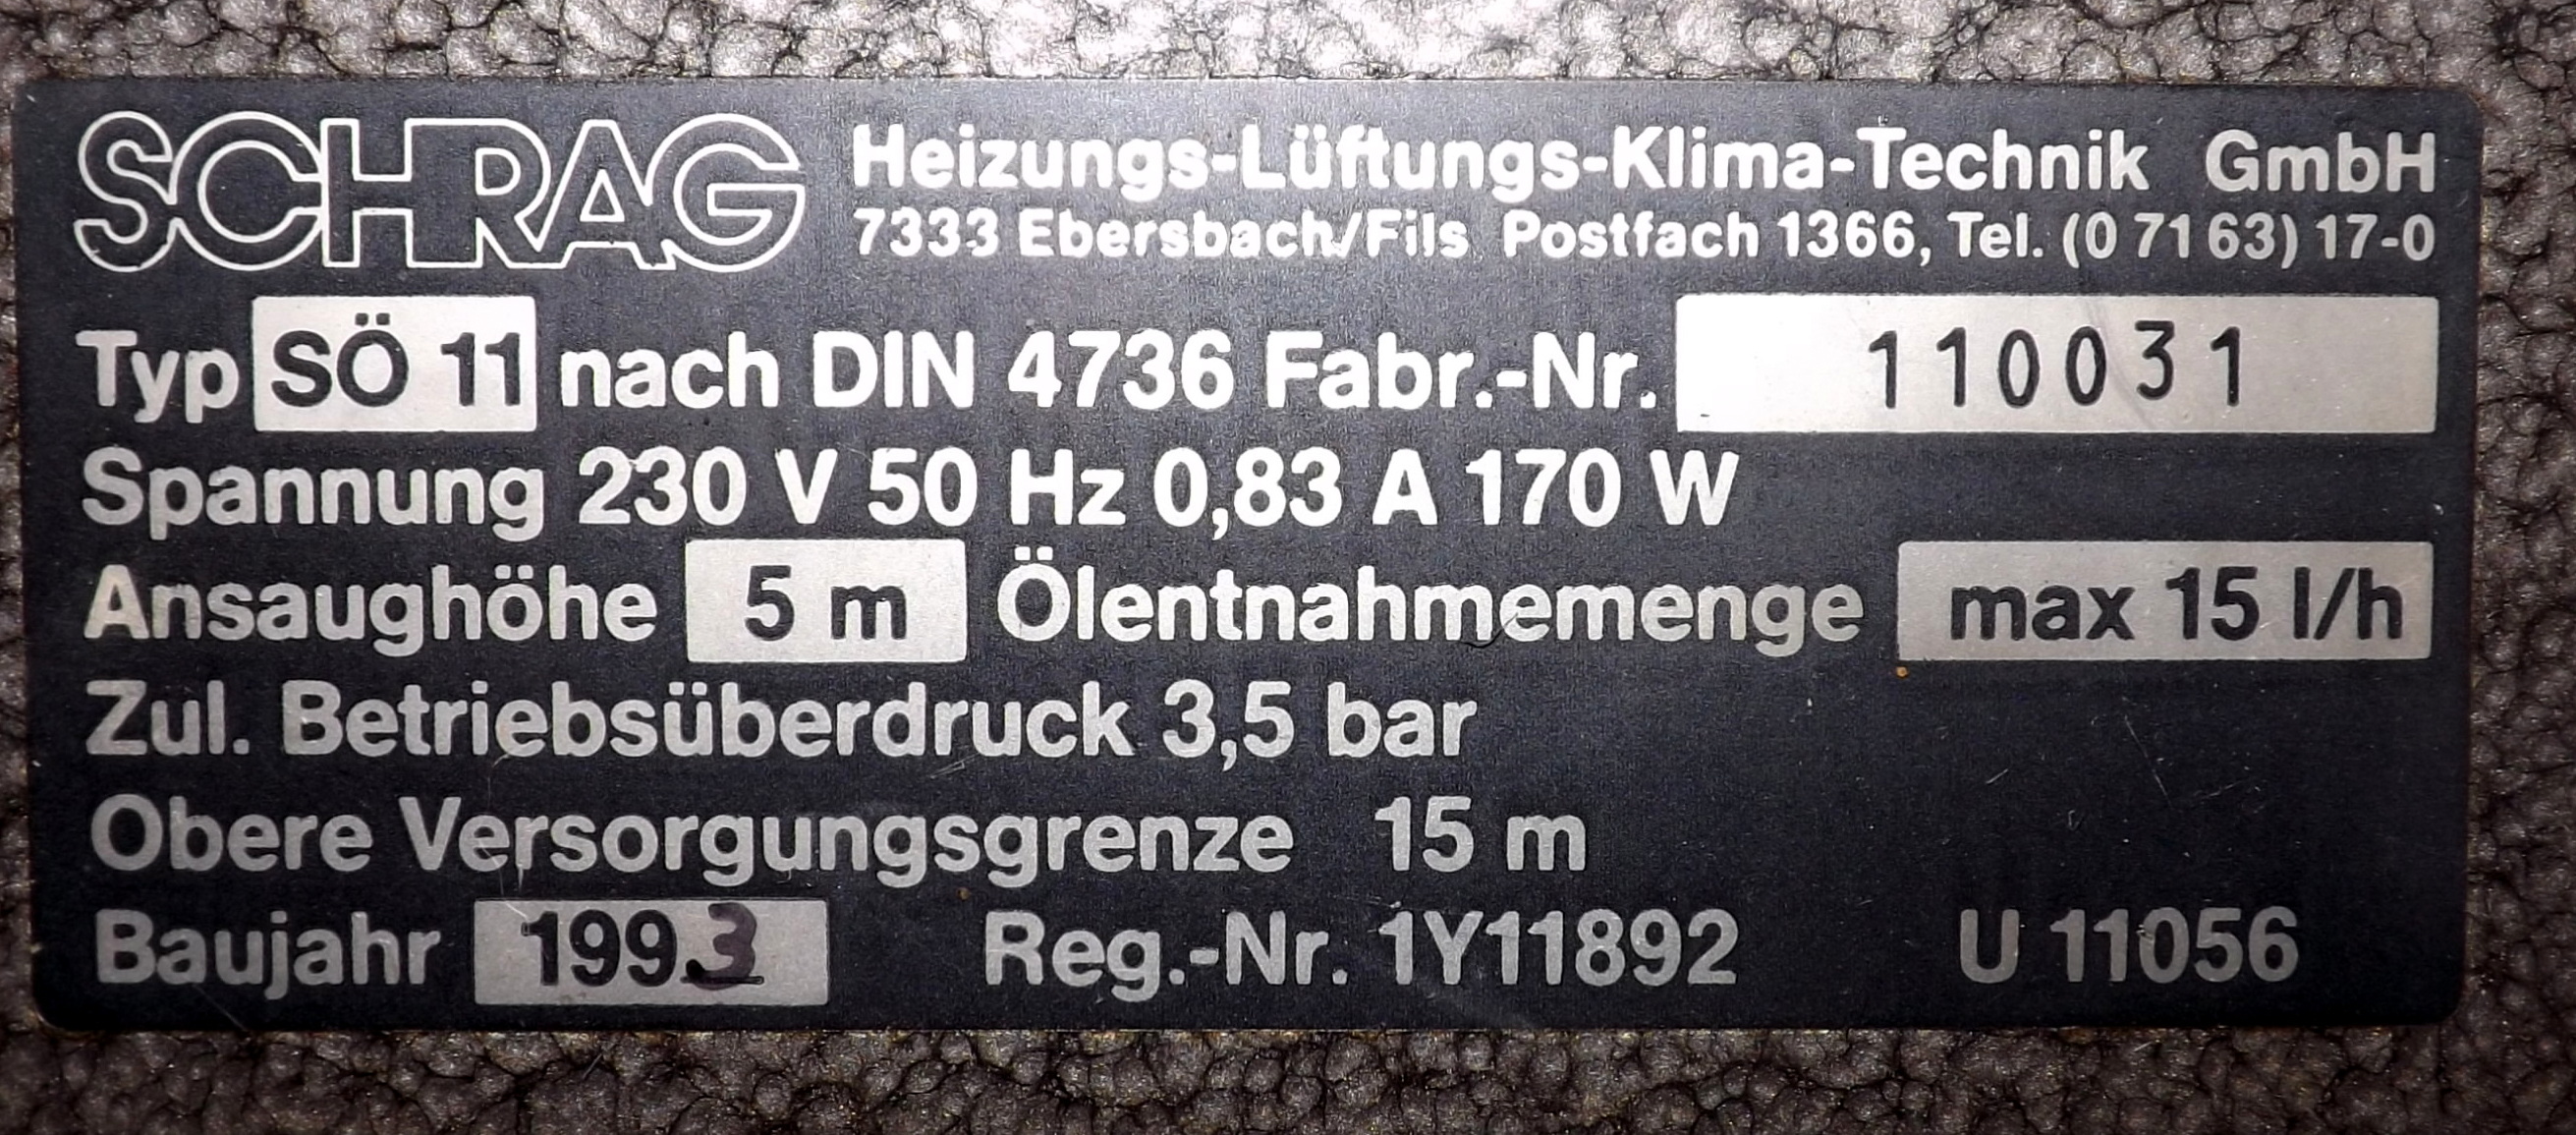 SCHRAG Heizungs-Lüftungs-Klima-Technik GmbH
7333 Ebersbach/Fils Postfach 1366, Tel. (0 71 63) 17-0
Typ SÖ 11 nach DIN 4736 Fabr.-Nr. 110031
Spannung 230 V 50 Hz 0,83 A 170 W
Ansaughöhe 5 m Ölentnahmemenge max 15 l/h
Zul. Betriebsüberdruck 3,5 bar
Obere Versorgungsgrenze 15 m
Baujahr 1993 Reg.-Nr. 1Y11892 U 11056